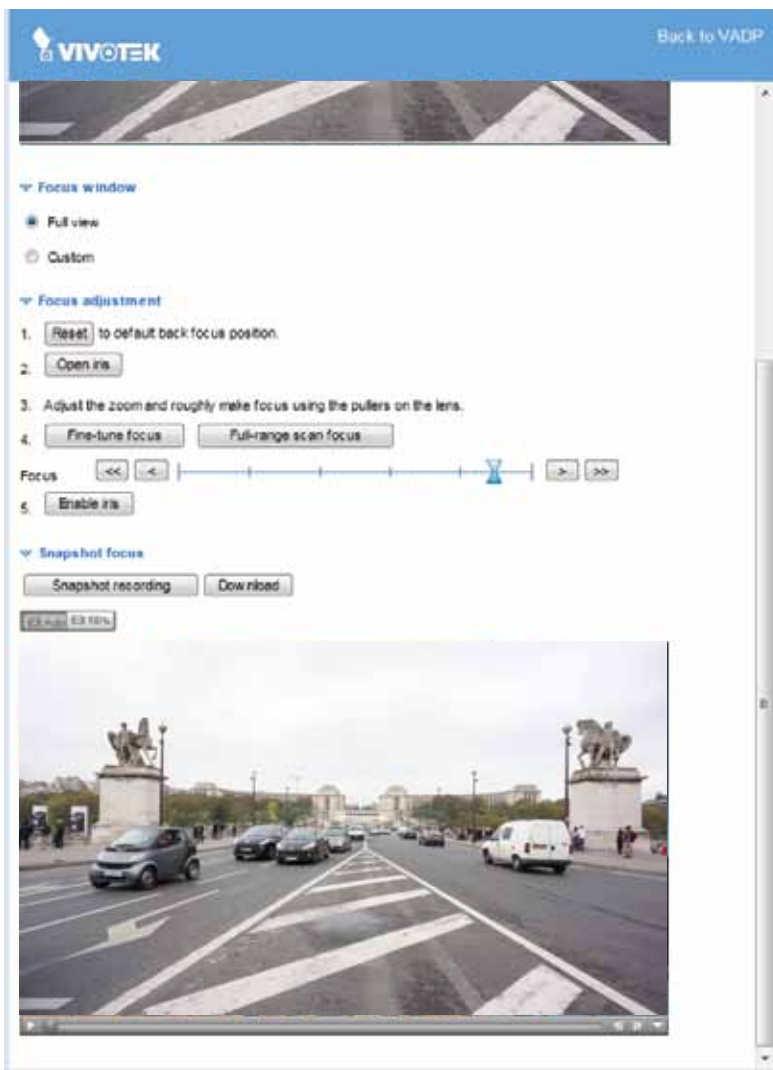 VIVOTEK
Back to VADP
Focus window
Full view
Custom
Focus adjustment
1. Reset to default back focus position.
2. Open iris
3. Adjust the zoom and roughly make focus using the pullers on the lens.
4. Fine-tune focus Full-range scan focus
Focus << < > >>
5. Enable iris
Snapshot focus
Snapshot recording Download